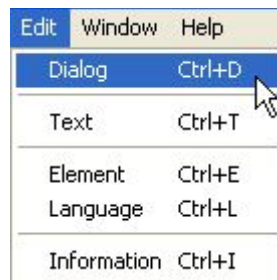 Edit Window Help
Dialog Ctrl+D
Text Ctrl+T
Element Ctrl+E
Language Ctrl+L
Information Ctrl+I